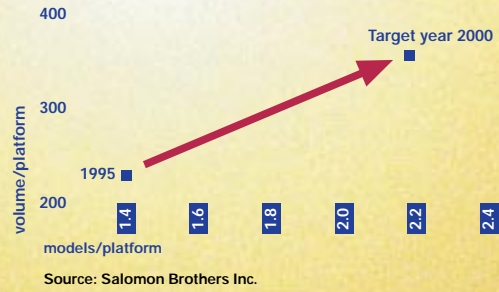 400
Target year 2000
300
volume/platform
1995
200
1.4 1.6 1.8 2.0 2.2 2.4
models/platform
Source: Salomon Brothers Inc.